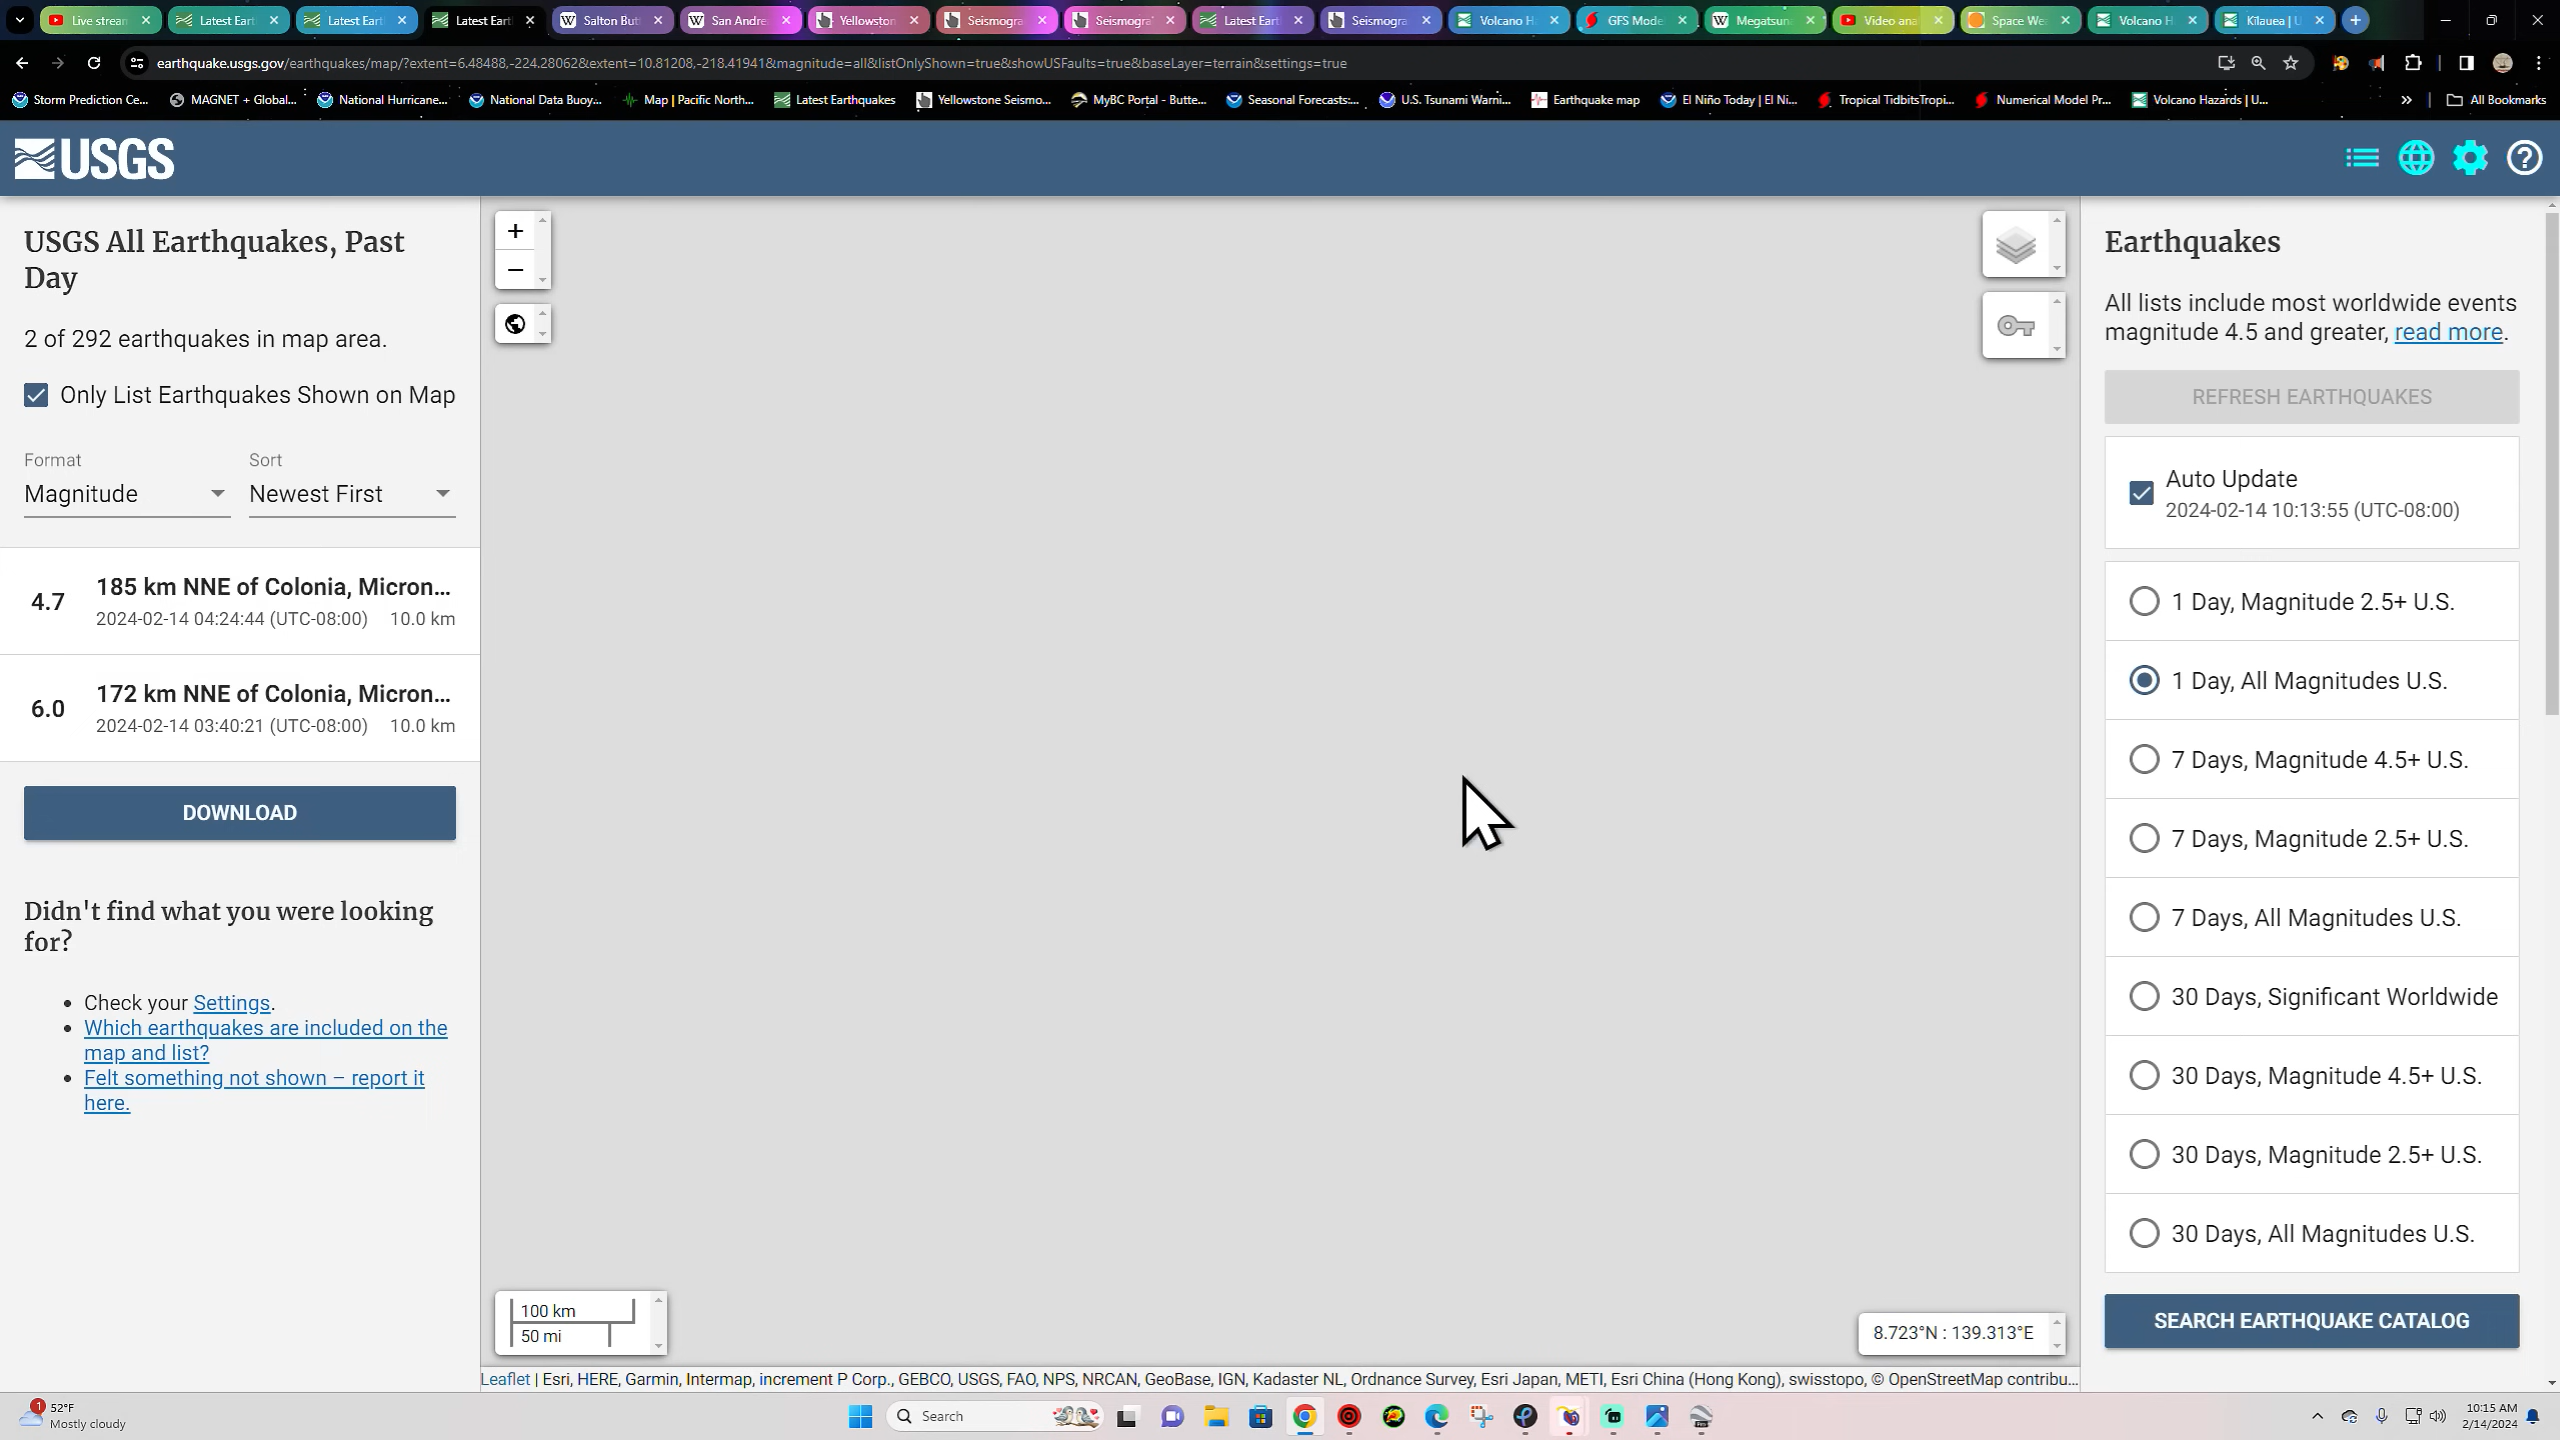 Live stream
Latest Eart
Latest Eart
Latest Eart
Salton But
San Andre
Yellowston
Seismogra
Seismogra
Latest Eart
Seismogra
Volcano H
GFS Mode
Megatsun
Video ana
Space We
Volcano H
Kīlauea | U
earthquake.usgs.gov/earthquakes/map/?extent=6.48488,-224.28062&extent=10.81208,-218.41941&magnitude=all&listOnlyShown=true&showUSFaults=true&baseLayer=terrain&settings=true
Storm Prediction Ce...
MAGNET + Global...
National Hurricane...
National Data Buoy...
Map | Pacific North...
Latest Earthquakes
Yellowstone Seismo...
MyBC Portal - Butte...
Seasonal Forecasts:...
U.S. Tsunami Warni...
Earthquake map
El Niño Today | El Ni...
Tropical TidbitsTropi...
Numerical Model Pr...
Volcano Hazards | U...
All Bookmarks
USGS
USGS All Earthquakes, Past
Day
2 of 292 earthquakes in map area.
Only List Earthquakes Shown on Map
Format
Sort
Magnitude
Newest First
4.7
185 km NNE of Colonia, Micron...
2024-02-14 04:24:44 (UTC-08:00) 10.0 km
6.0
172 km NNE of Colonia, Micron...
2024-02-14 03:40:21 (UTC-08:00) 10.0 km
DOWNLOAD
Didn't find what you were looking
for?
Check your Settings.
Which earthquakes are included on the
map and list?
Felt something not shown – report it
here.
+
−
100 km
50 mi
8.723°N : 139.313°E
Leaflet | Esri, HERE, Garmin, Intermap, increment P Corp., GEBCO, USGS, FAO, NPS, NRCAN, GeoBase, IGN, Kadaster NL, Ordnance Survey, Esri Japan, METI, Esri China (Hong Kong), swisstopo, © OpenStreetMap contribu...
Earthquakes
All lists include most worldwide events
magnitude 4.5 and greater, read more.
REFRESH EARTHQUAKES
Auto Update
2024-02-14 10:13:55 (UTC-08:00)
1 Day, Magnitude 2.5+ U.S.
1 Day, All Magnitudes U.S.
7 Days, Magnitude 4.5+ U.S.
7 Days, Magnitude 2.5+ U.S.
7 Days, All Magnitudes U.S.
30 Days, Significant Worldwide
30 Days, Magnitude 4.5+ U.S.
30 Days, Magnitude 2.5+ U.S.
30 Days, All Magnitudes U.S.
SEARCH EARTHQUAKE CATALOG
1
52°F
Mostly cloudy
Search
10:15 AM
2/14/2024